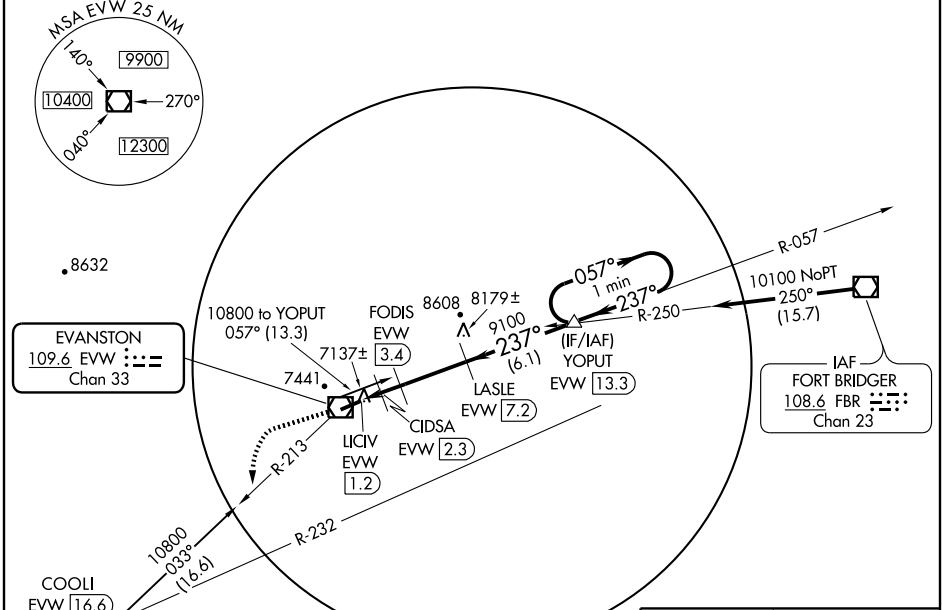 MSA EVW 25 NM
140°
9900
10400
270°
040°
12300
8632
EVANSTON
109.6 EVW
Chan 33
10800 to YOPUT
057° (13.3)
7137±
7441
FODIS
EVW
3.4
8608
8179±
9100
237°
(6.1)
057°
1 min
237°
(IF/IAF)
YOPUT
EVW 13.3
R-057
R-250
10100 NoPT
250°
(15.7)
IAF
FORT BRIDGER
108.6 FBR
Chan 23
LASLE
EVW 7.2
CIDSA
EVW 2.3
LICIV
EVW
1.2
R-213
R-232
10800
033°
(16.6)
COOLI
EVW 16.6